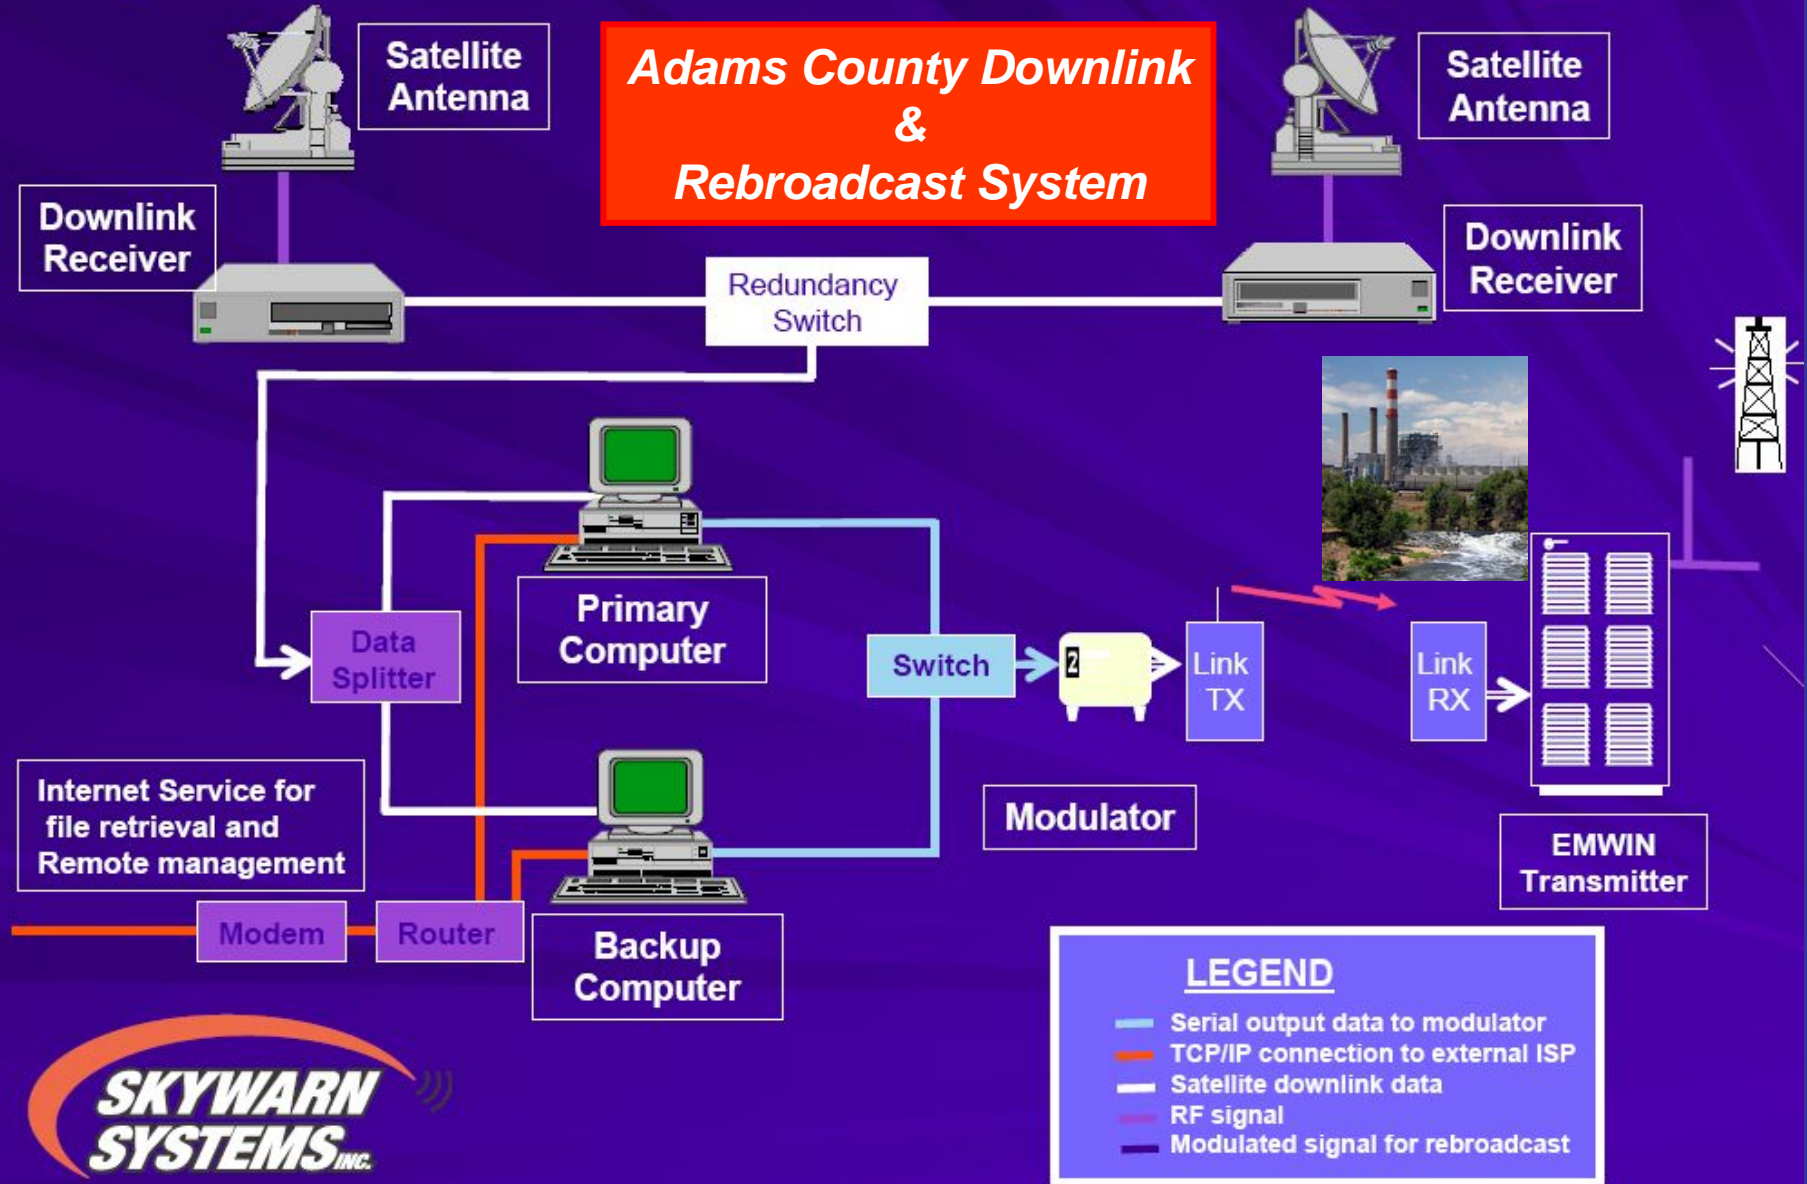 Satellite
Antenna
Adams County Downlink
&
Rebroadcast System
Satellite
Antenna
Downlink
Receiver
Downlink
Receiver
Redundancy
Switch
Primary
Computer
Data
Splitter
Switch
2
Link
TX
Link
RX
Internet Service for
file retrieval and
Remote management
Modulator
EMWIN
Transmitter
Modem
Router
Backup
Computer
LEGEND
Serial output data to modulator
TCP/IP connection to external ISP
Satellite downlink data
RF signal
Modulated signal for rebroadcast
SKYWARN
SYSTEMS INC.